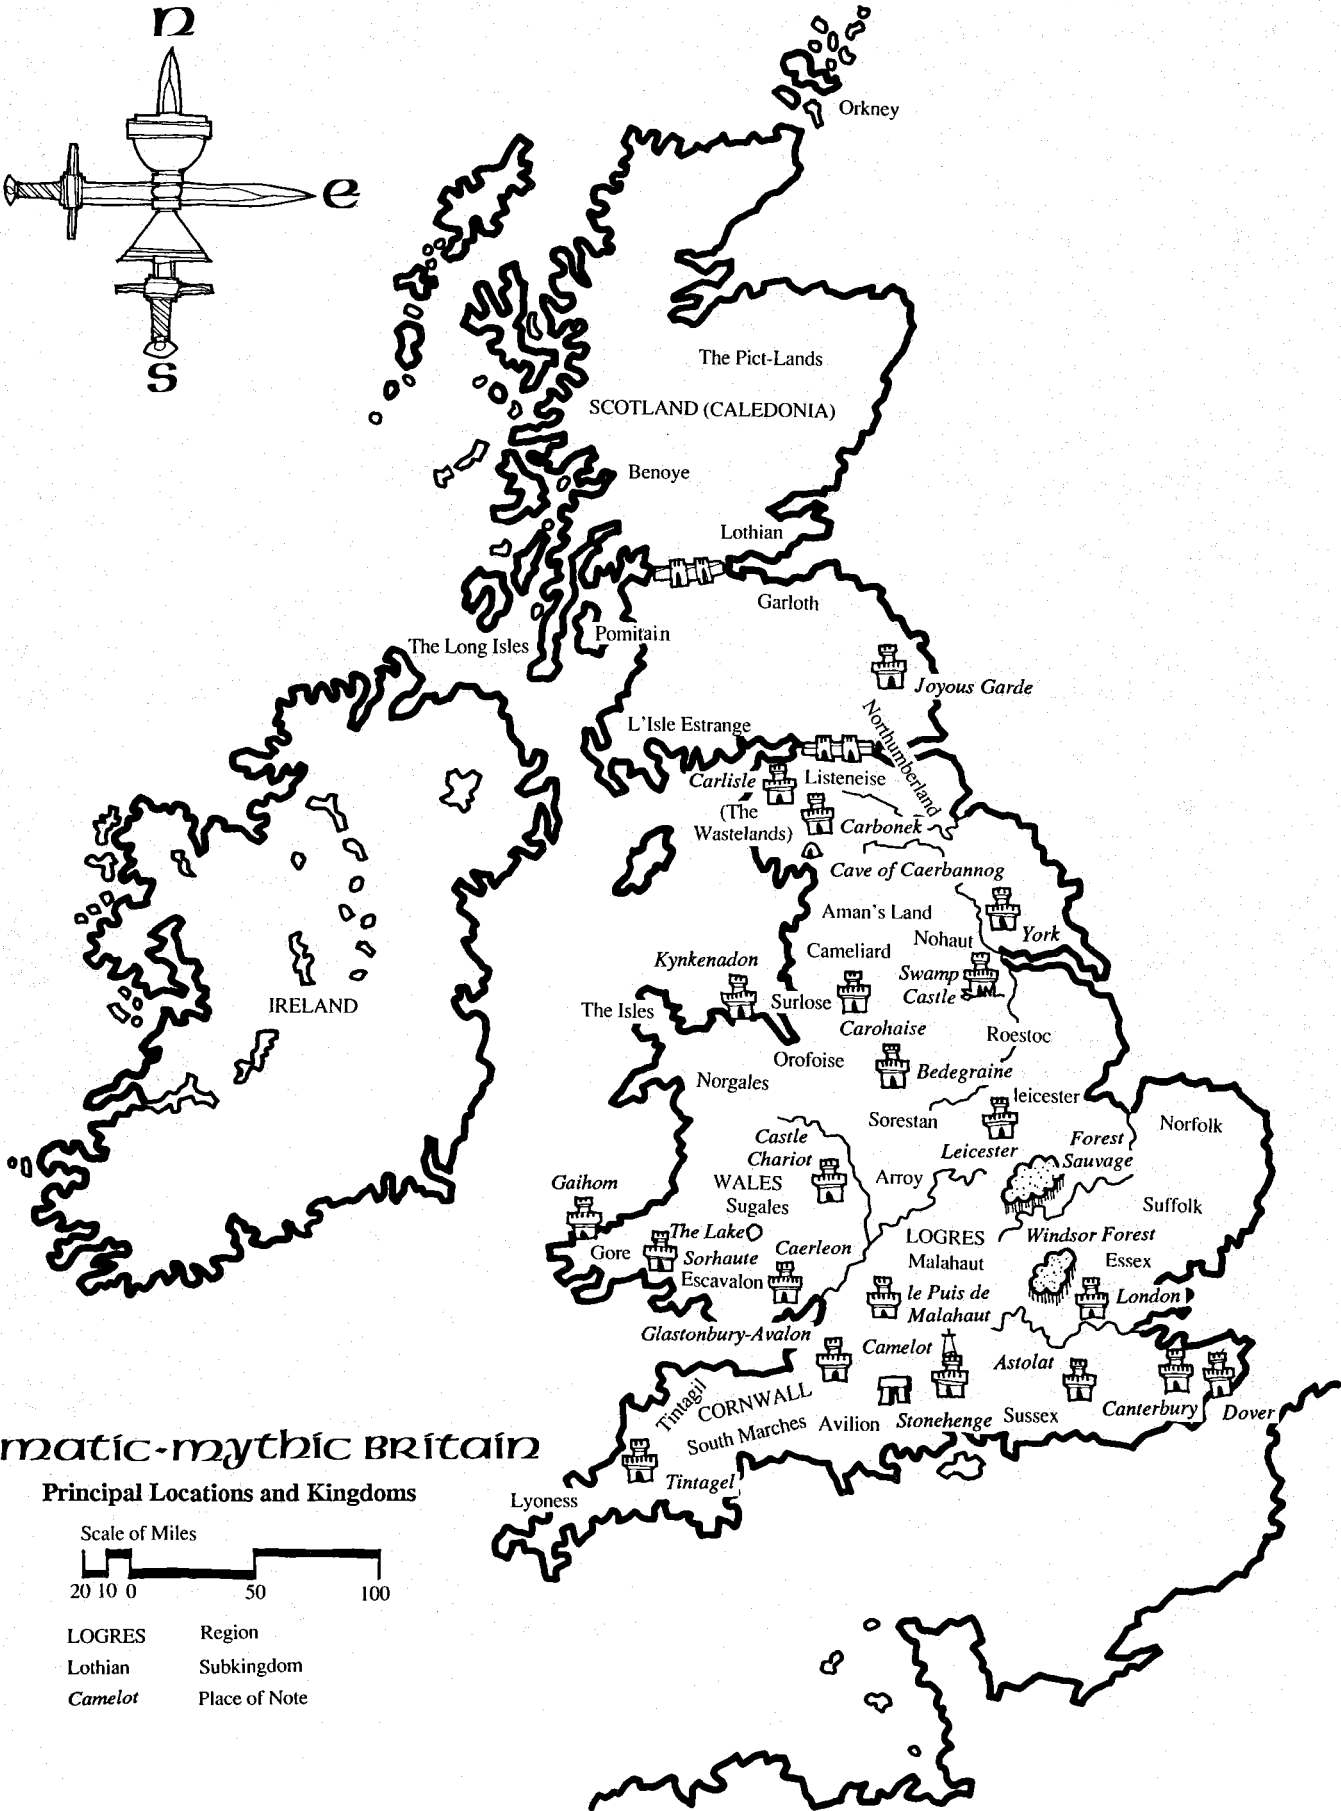 N
Orkney
E
S
The Pict-Lands
SCOTLAND (CALEDONIA)
Benoye
Lothian
Garloth
Pomitain
The Long Isles
Joyous Garde
L'Isle Estrange
Northumberland
Carlisle
Listeneise
(The
Wastelands)
Carbonek
Cave of Caerbannog
Aman's Land
York
Nohaut
Cameliard
Kynkenadon
Swamp
Castle
IRELAND
The Isles
Surlose
Carohaise
Roestoc
Orofoise
Bedegraine
Norgales
leicester
Sorestan
Norfolk
Castle
Chariot
Leicester
Forest
Sauvage
Gaihom
WALES
Sugales
Arroy
Suffolk
The Lake
LOGRES
Malahaut
Windsor Forest
Gore
Sorhaute
Caerleon
Essex
Escavalon
le Puis de
Malahaut
London
Glastonbury-Avalon
Camelot
Astolat
Tintagil
CORNWALL
South Marches
Avilion
Stonehenge
Sussex
Canterbury
Dover
Tintagel
Lyoness
matic-mythic Britain
Principal Locations and Kingdoms
Scale of Miles
20 10 0 50 100
LOGRES Region
Lothian Subkingdom
Camelot Place of Note